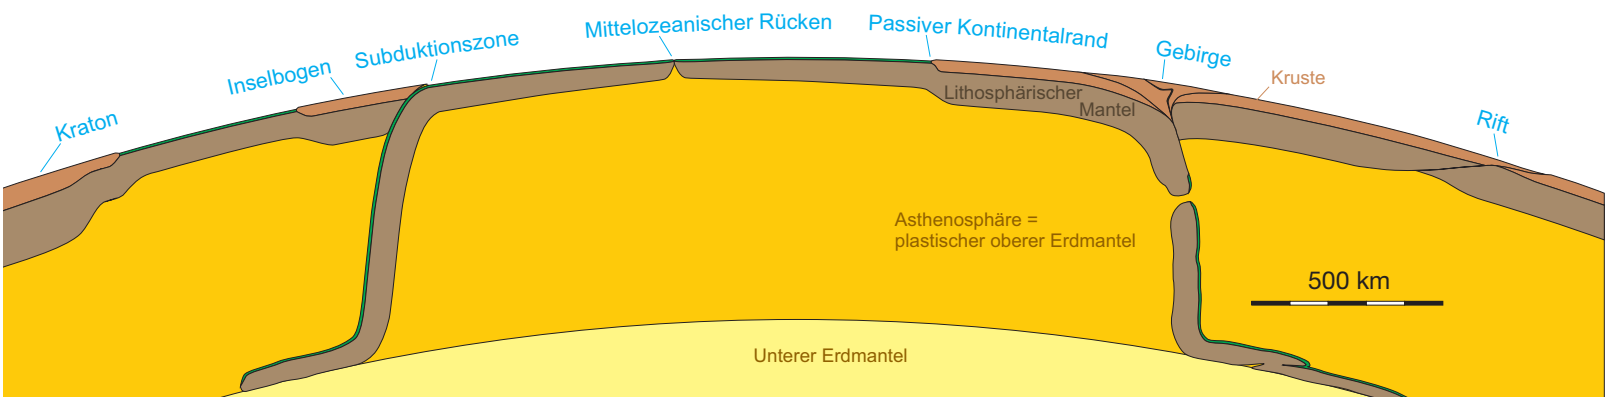 Kraton
Inselbogen
Subduktionszone
Mittelozeanischer Rücken
Passiver Kontinentalrand
Gebirge
Kruste
Lithosphärischer
Mantel
Rift
Asthenosphäre =
plastischer oberer Erdmantel
500 km
Unterer Erdmantel